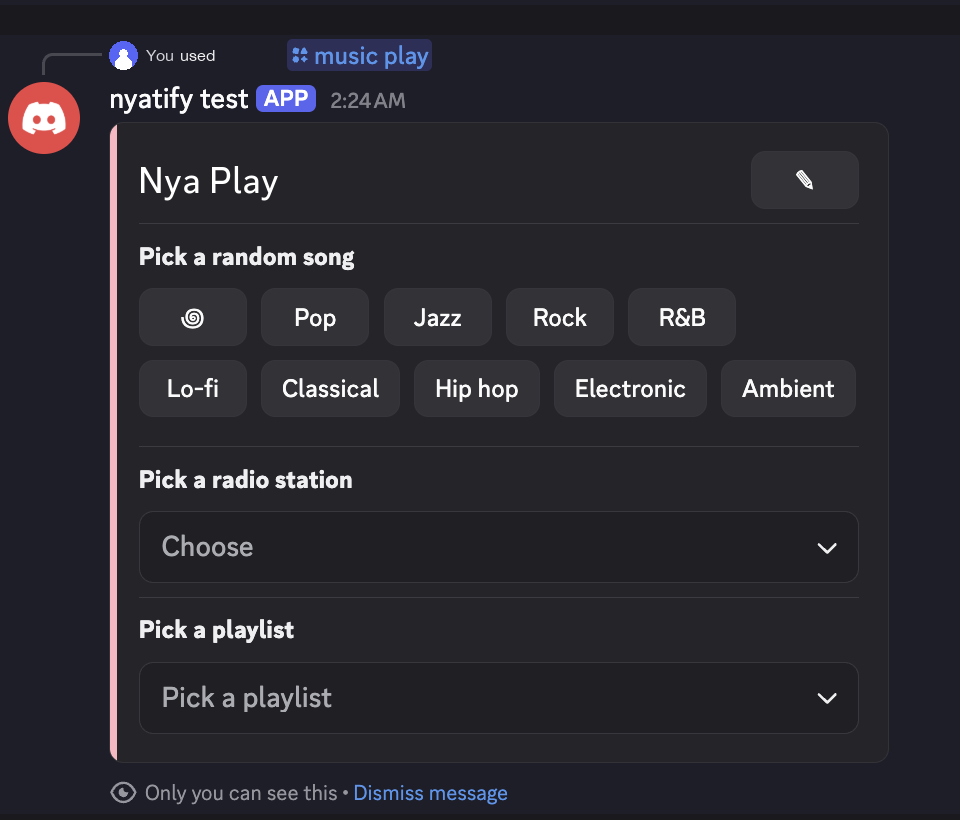 You used music play
nyatify test APP 2:24 AM
Nya Play
Pick a random song
Pop Jazz Rock R&B
Lo-fi Classical Hip hop Electronic Ambient
Pick a radio station
Choose
Pick a playlist
Pick a playlist
Only you can see this • Dismiss message